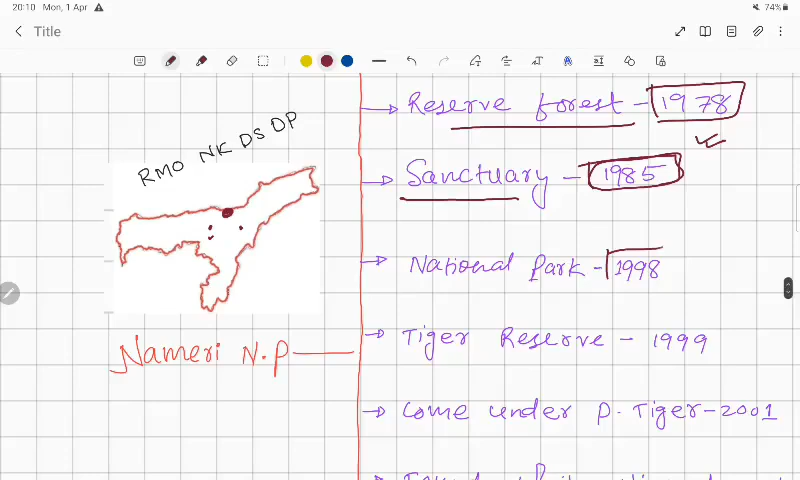 20:10 Mon, 1 Apr
74%
Title
RMO NK DS DP
Nameri N.P
Reserve forest - 1978
Sanctuary - 1985
National Park - 1998
Tiger Reserve - 1999
Come under P. Tiger - 2001